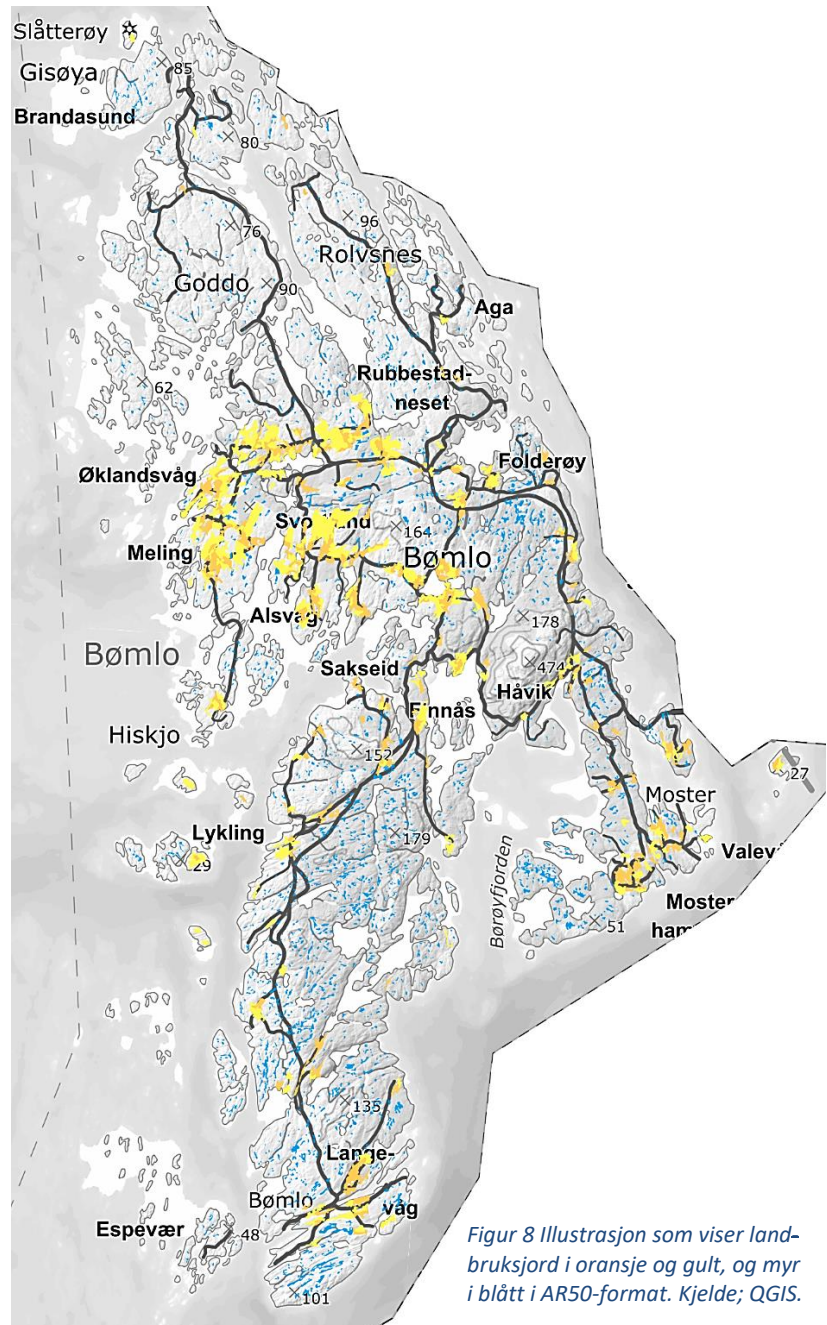 Slåtterøy
Gisøya
85
Brandasund
80
96
76
Rolvsnes
Goddo
90
Aga
62
Rubbestad-
neset
Øklandsvåg
Folderøy
164
Meling
Bømlo
178
Alsvåg
Bømlo
Sakseid
474
Håvik
Finnås
Hiskjo
152
27
Moster
Lykling
179
29
Børøyfjorden
51
135
Lange-
våg
Bømlo
Espevær
48
101
Figur 8 Illustrasjon som viser land-
bruksjord i oransje og gult, og myr
i blått i AR50-format. Kjelde; QGIS.